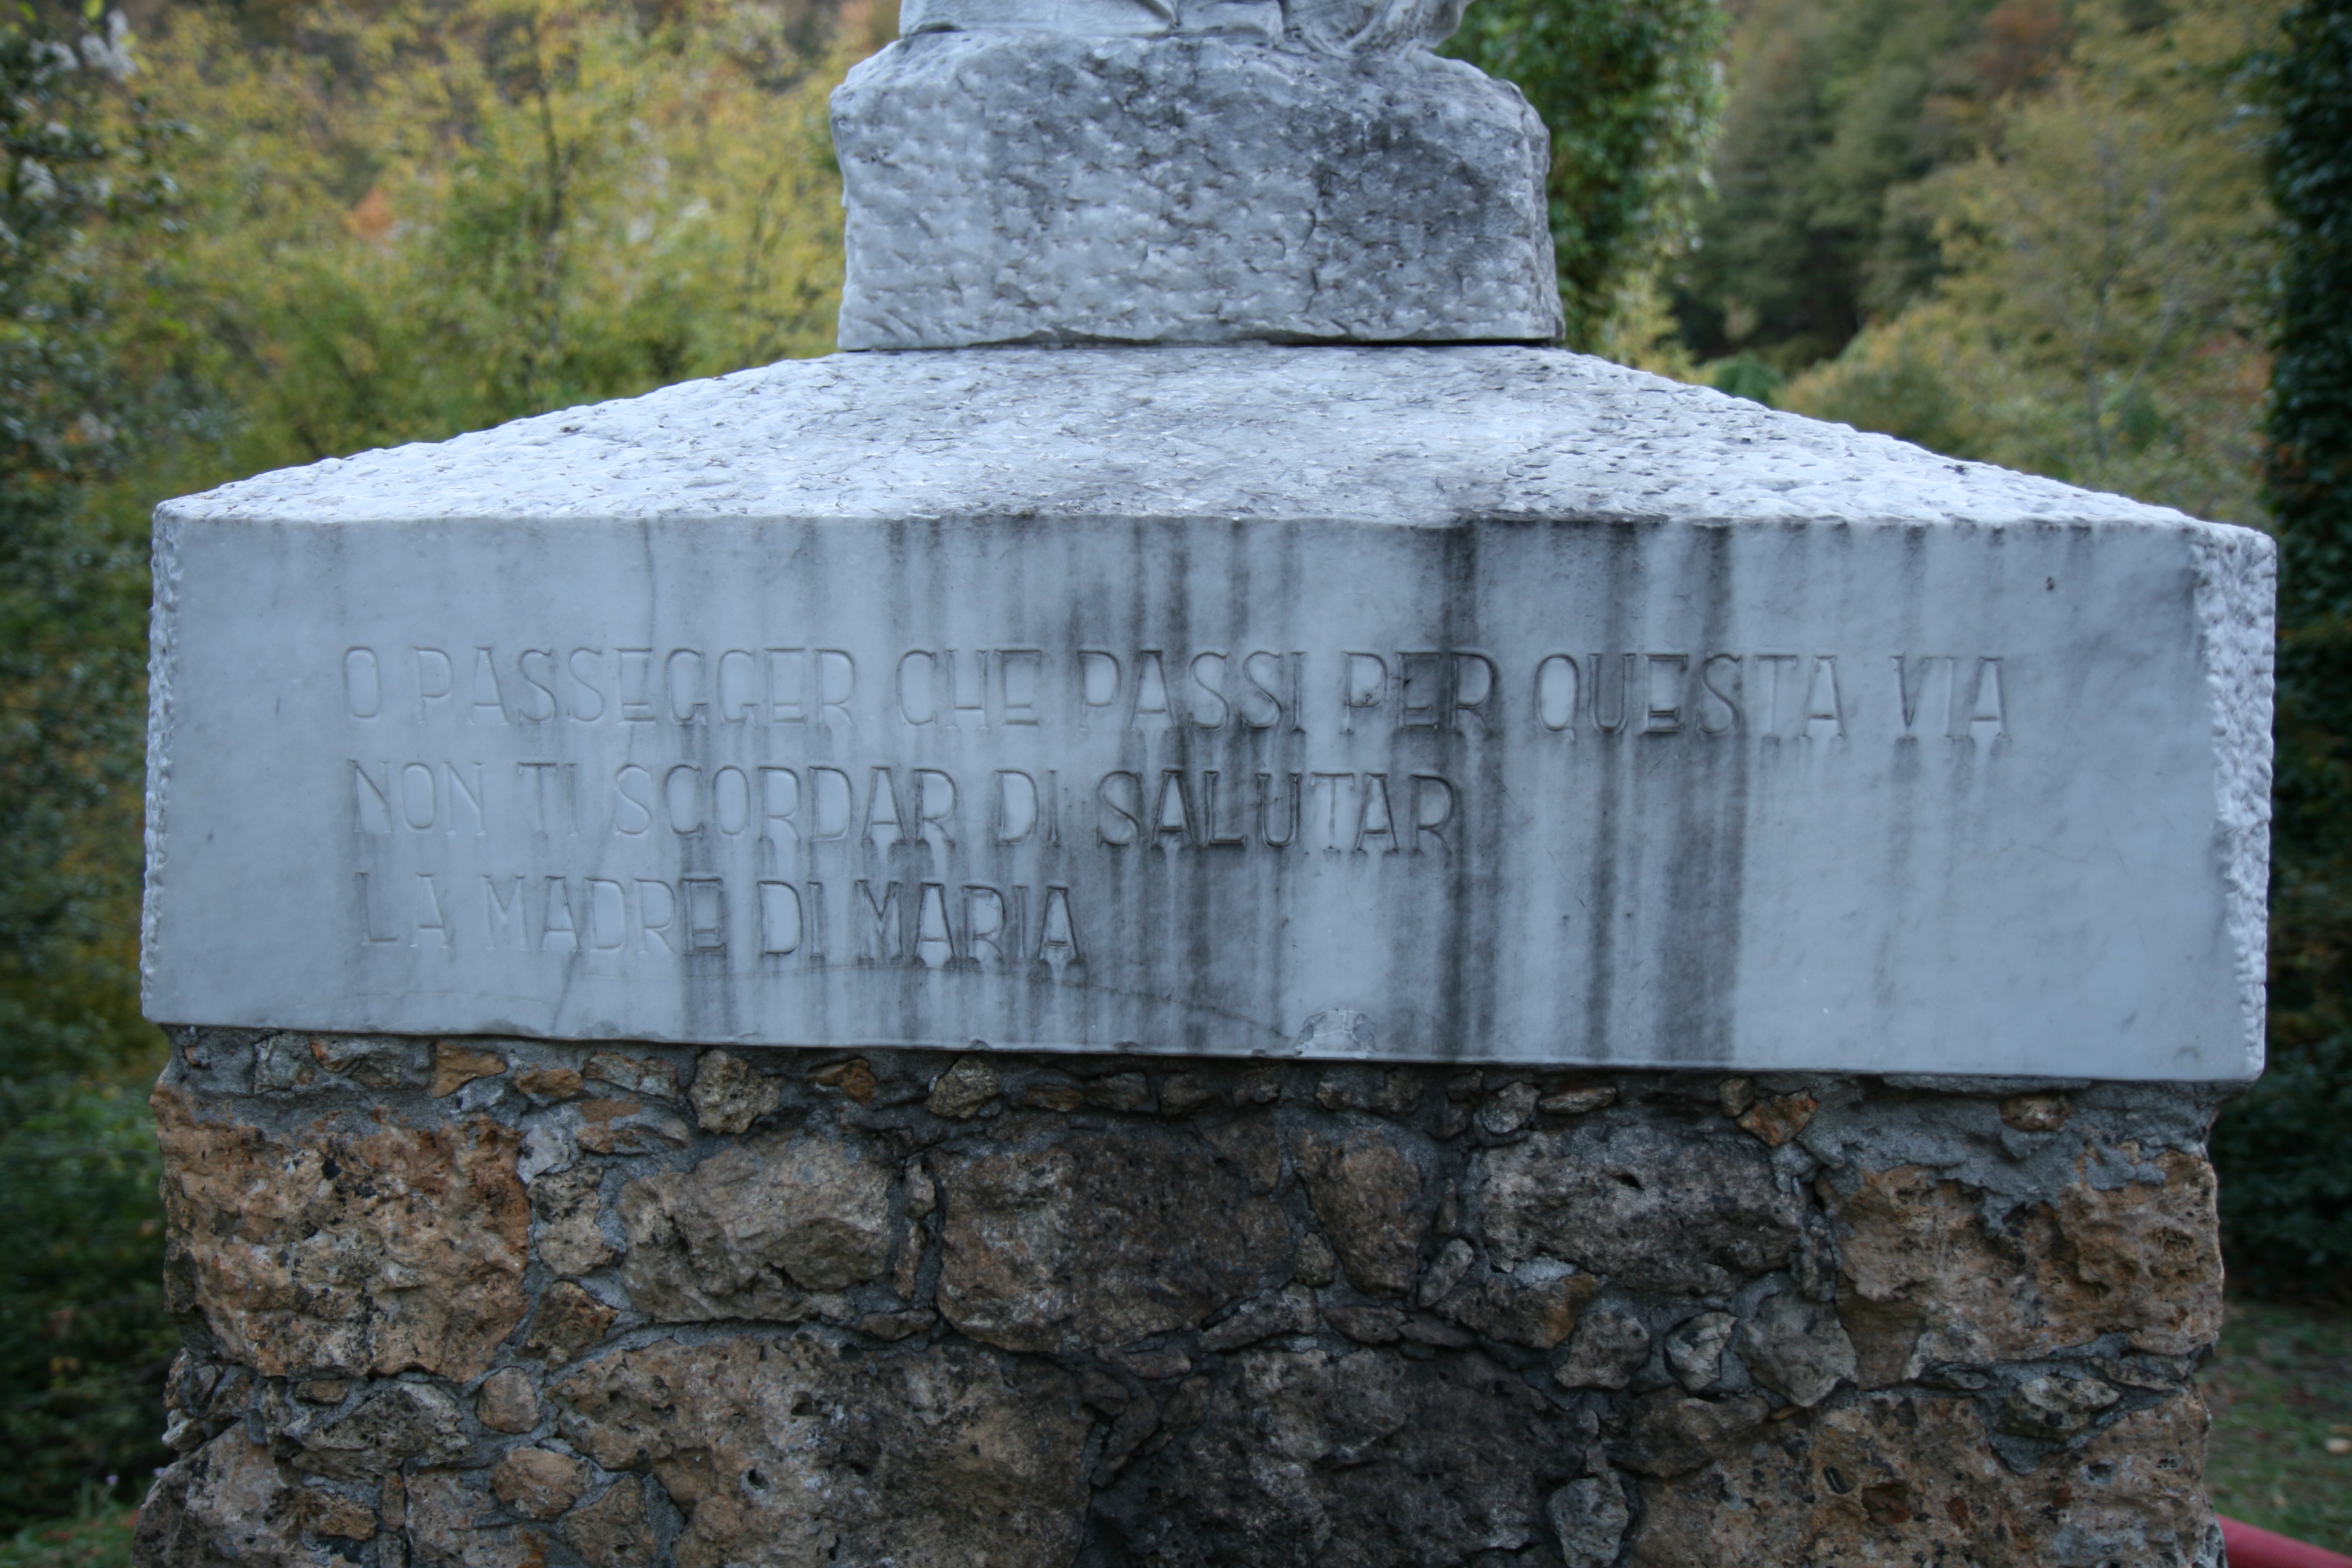 O PASSEGGER CHE PASSI PER QUESTA VIA
NON TI SCORDAR DI SALUTAR
LA MADRE DI MARIA